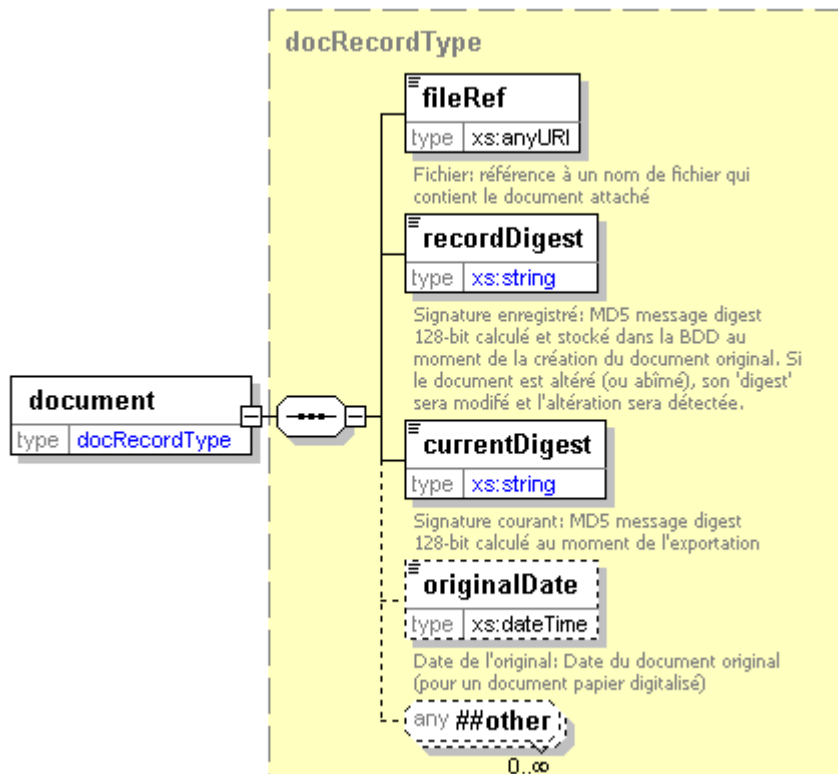 docRecordType
fileRef
type xs:anyURI
Fichier: référence à un nom de fichier qui
contient le document attaché
recordDigest
type xs:string
Signature enregistré: MD5 message digest
128-bit calculé et stocké dans la BDD au
moment de la création du document original. Si
le document est altéré (ou abîmé), son 'digest'
sera modifé et l'altération sera détectée.
document
type docRecordType
currentDigest
type xs:string
Signature courant: MD5 message digest
128-bit calculé au moment de l'exportation
originalDate
type xs:dateTime
Date de l'original: Date du document original
(pour un document papier digitalisé)
any ##other
0..∞